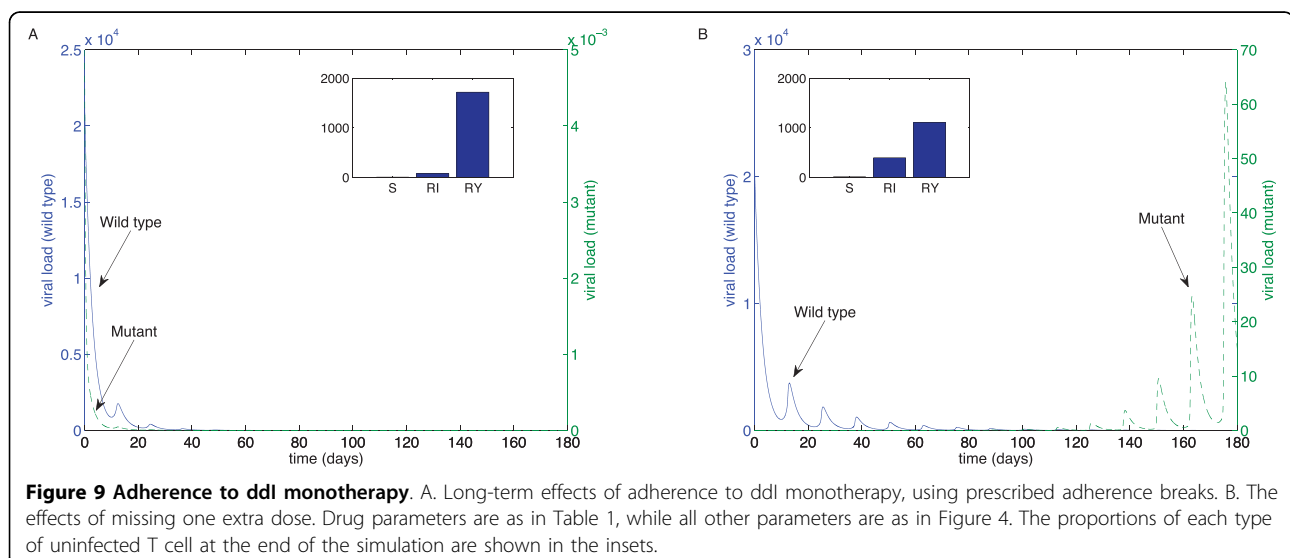 A
x 10⁴
x 10⁻³
2.5
2
1.5
1
0.5
0
5
4
3
2
1
0
0 20 40 60 80 100 120 140 160 180
time (days)
viral load (wild type)
viral load (mutant)
Wild type
Mutant
2000
1000
0
S RI RY
B
x 10⁴
3
2
1
0
70
60
50
40
30
20
10
0
0 20 40 60 80 100 120 140 160 180
time (days)
viral load (wild type)
viral load (mutant)
Wild type
Mutant
2000
1000
0
S RI RY
Figure 9 Adherence to ddI monotherapy. A. Long-term effects of adherence to ddI monotherapy, using prescribed adherence breaks. B. The
effects of missing one extra dose. Drug parameters are as in Table 1, while all other parameters are as in Figure 4. The proportions of each type
of uninfected T cell at the end of the simulation are shown in the insets.